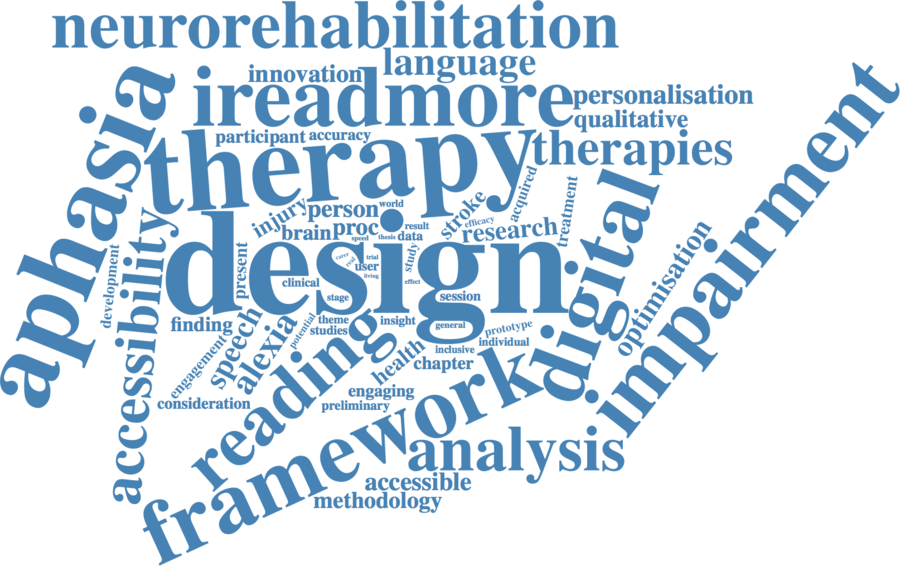 neurorehabilitation
language
innovation
ireadmore
personalisation
qualitative
participant
accuracy
aphasia
therapy
therapies
impairment
acquired
treatment
stroke
efficacy
injury
person
world
digital
brain
proc
result
data
research
speed
thesis
design
accessibility
development
present
optimisation
study
carer
eval
trial
user
living
effect
clinical
stage
session
finding
theme
studies
insight
general
prototype
individual
potential
speech
alexia
engagement
reading
health
inclusive
chapter
consideration
engaging
preliminary
framework
analysis
accessible
methodology